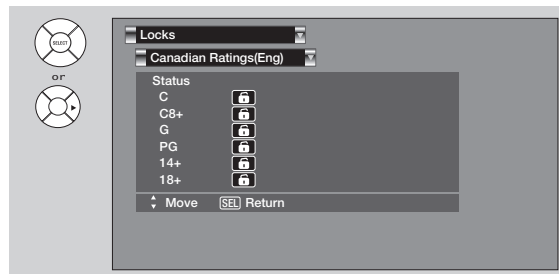 SELECT
or
Locks
Canadian Ratings(Eng)
Status
C
C8+
G
PG
14+
18+
Move SEL Return